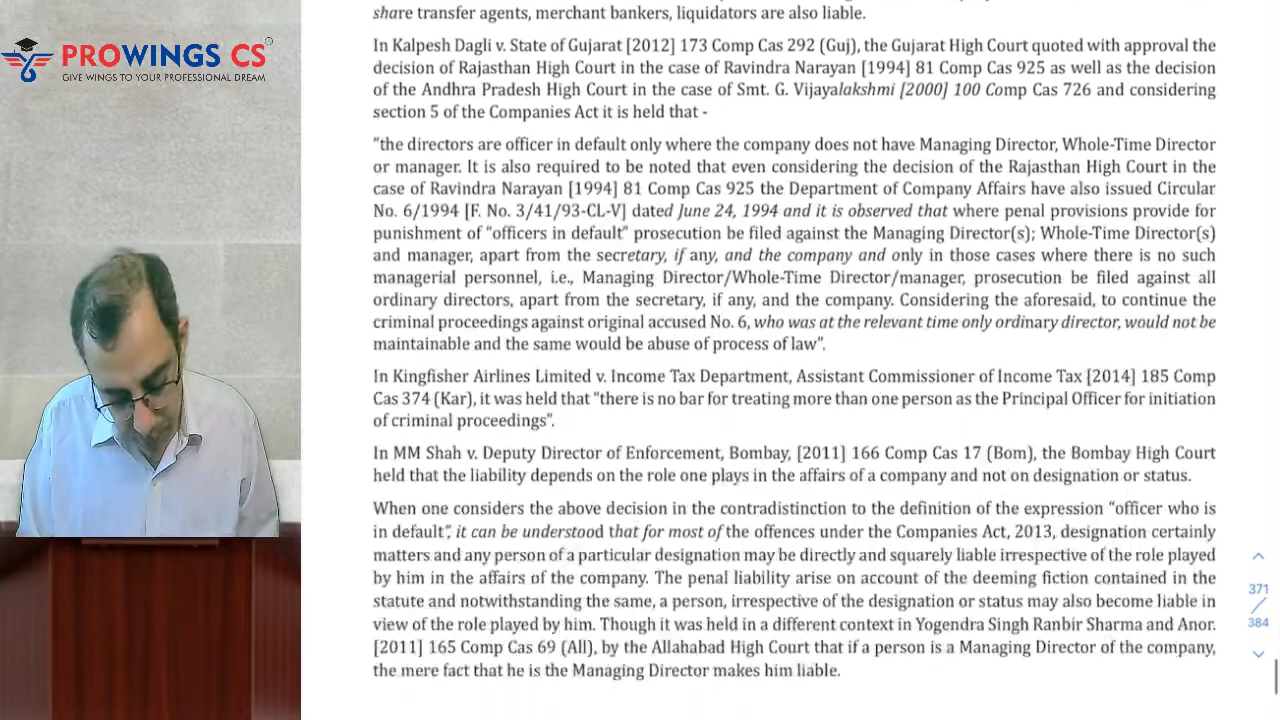 PROWINGS CS
GIVE WINGS TO YOUR PROFESSIONAL DREAM
share transfer agents, merchant bankers, liquidators are also liable.
In Kalpesh Dagli v. State of Gujarat [2012] 173 Comp Cas 292 (Guj), the Gujarat High Court quoted with approval the
decision of Rajasthan High Court in the case of Ravindra Narayan [1994] 81 Comp Cas 925 as well as the decision
of the Andhra Pradesh High Court in the case of Smt. G. Vijayalakshmi [2000] 100 Comp Cas 726 and considering
section 5 of the Companies Act it is held that -
"the directors are officer in default only where the company does not have Managing Director, Whole-Time Director
or manager. It is also required to be noted that even considering the decision of the Rajasthan High Court in the
case of Ravindra Narayan [1994] 81 Comp Cas 925 the Department of Company Affairs have also issued Circular
No. 6/1994 [F. No. 3/41/93-CL-V] dated June 24, 1994 and it is observed that where penal provisions provide for
punishment of "officers in default" prosecution be filed against the Managing Director(s); Whole-Time Director(s)
and manager, apart from the secretary, if any, and the company and only in those cases where there is no such
managerial personnel, i.e., Managing Director/Whole-Time Director/manager, prosecution be filed against all
ordinary directors, apart from the secretary, if any, and the company. Considering the aforesaid, to continue the
criminal proceedings against original accused No. 6, who was at the relevant time only ordinary director, would not be
maintainable and the same would be abuse of process of law".
In Kingfisher Airlines Limited v. Income Tax Department, Assistant Commissioner of Income Tax [2014] 185 Comp
Cas 374 (Kar), it was held that "there is no bar for treating more than one person as the Principal Officer for initiation
of criminal proceedings".
In MM Shah v. Deputy Director of Enforcement, Bombay, [2011] 166 Comp Cas 17 (Bom), the Bombay High Court
held that the liability depends on the role one plays in the affairs of a company and not on designation or status.
When one considers the above decision in the contradistinction to the definition of the expression "officer who is
in default", it can be understood that for most of the offences under the Companies Act, 2013, designation certainly
matters and any person of a particular designation may be directly and squarely liable irrespective of the role played
by him in the affairs of the company. The penal liability arise on account of the deeming fiction contained in the
statute and notwithstanding the same, a person, irrespective of the designation or status may also become liable in
view of the role played by him. Though it was held in a different context in Yogendra Singh Ranbir Sharma and Anor.
[2011] 165 Comp Cas 69 (All), by the Allahabad High Court that if a person is a Managing Director of the company,
the mere fact that he is the Managing Director makes him liable.
371
/
384